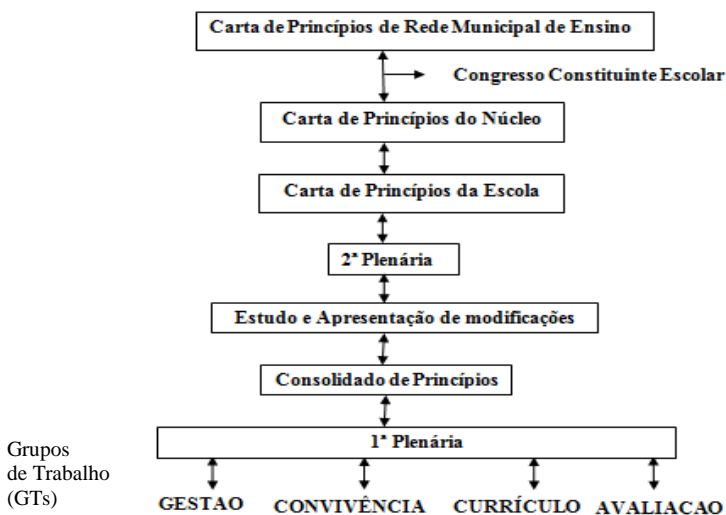 Carta de Princípios de Rede Municipal de Ensino
Congresso Constituinte Escolar
Carta de Princípios do Núcleo
Carta de Princípios da Escola
2ª Plenária
Estudo e Apresentação de modificações
Consolidado de Princípios
1ª Plenária
Grupos
de Trabalho
(GTs)
GESTAO CONVIVÊNCIA CURRÍCULO AVALIACAO